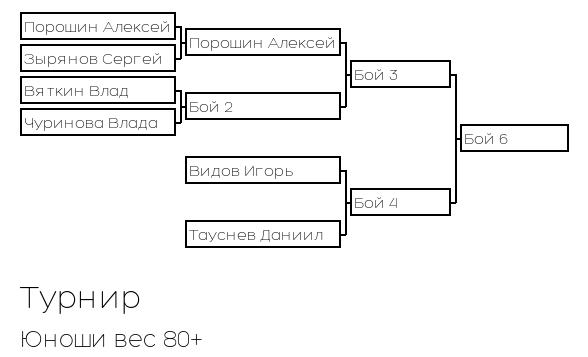 Порошин Алексей
Зырянов Сергей
Вяткин Влад
Чуринова Влада
Порошин Алексей
Бой 2
Видов Игорь
Тауснев Даниил
Бой 3
Бой 4
Бой 6
Турнир
Юноши вес 80+